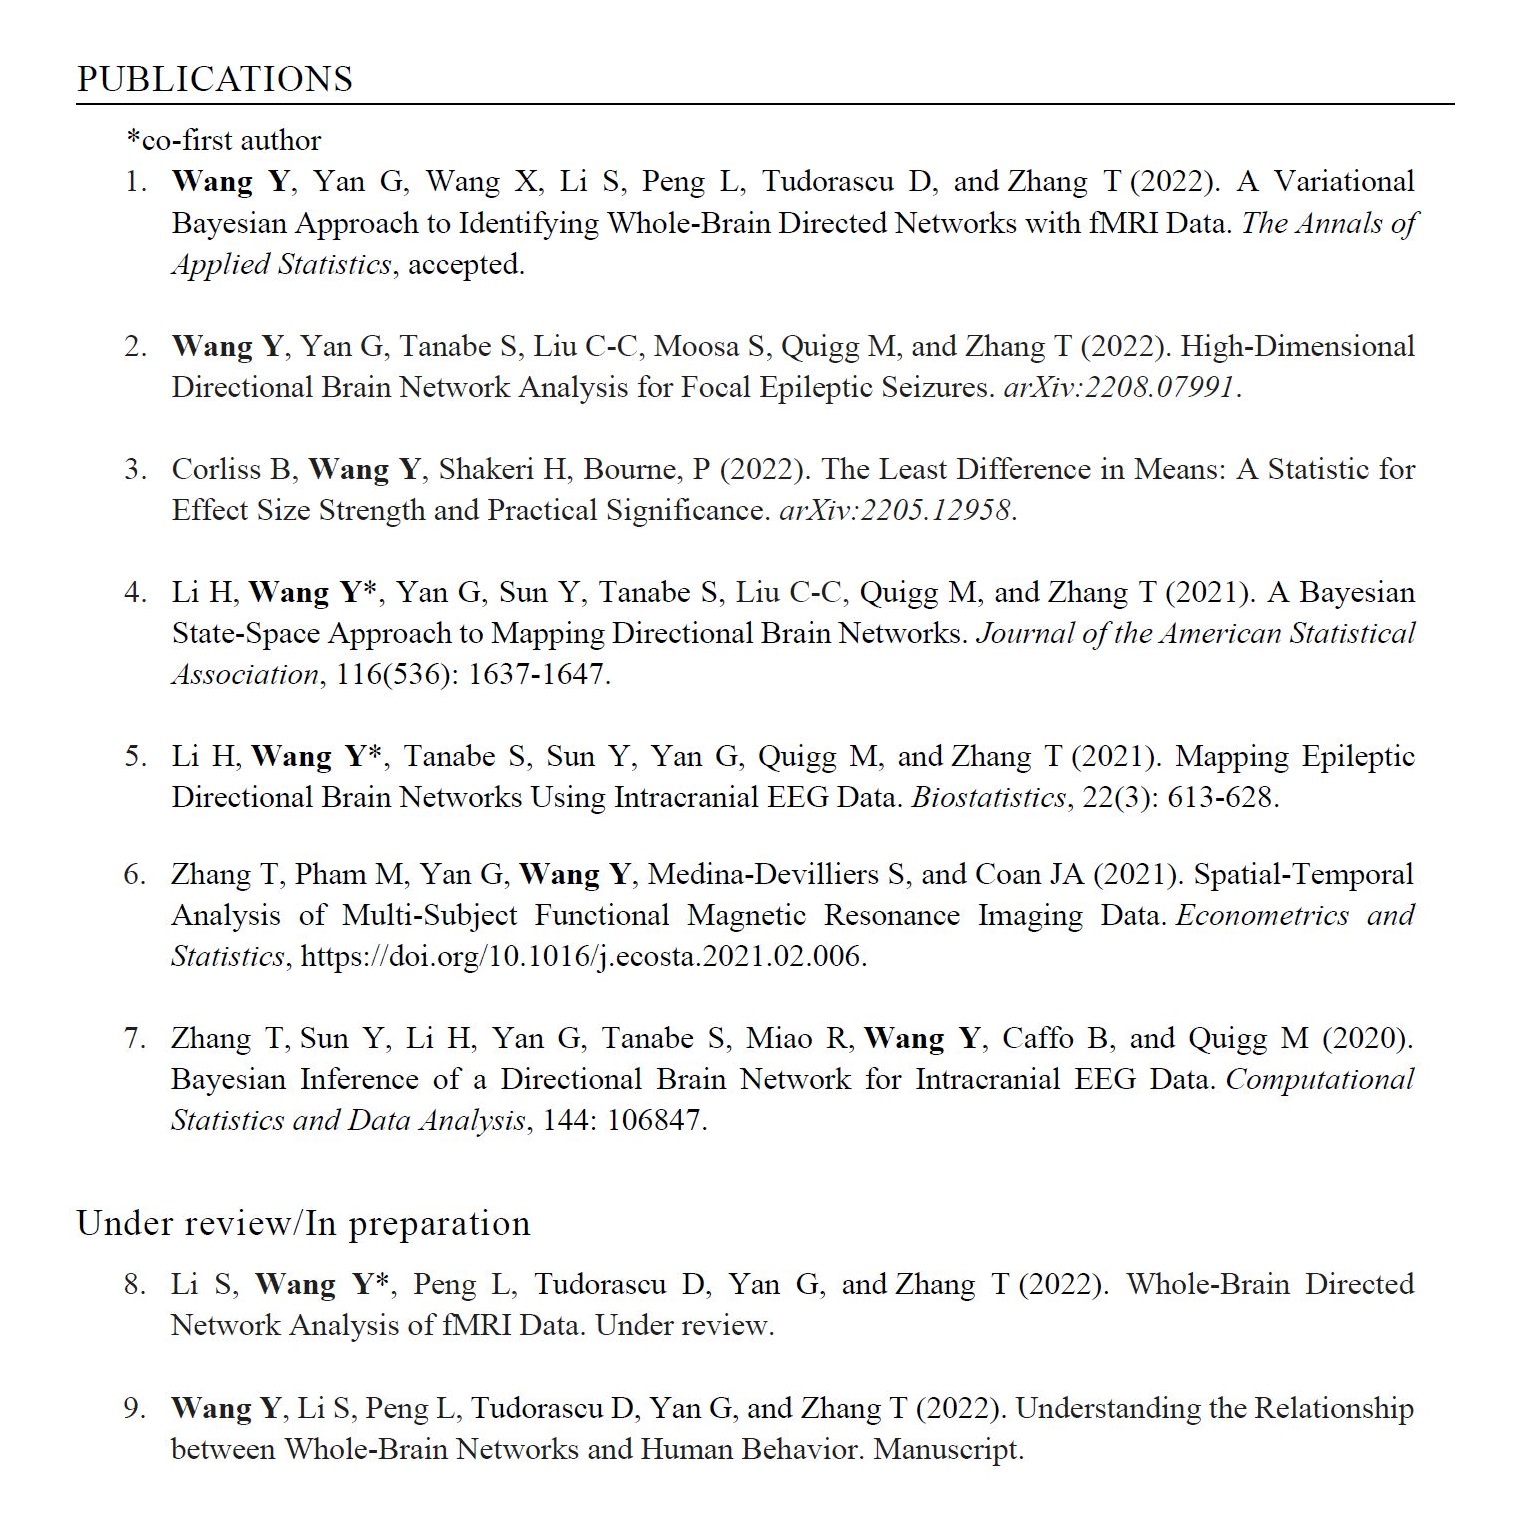 PUBLICATIONS
*co-first author
1. Wang Y, Yan G, Wang X, Li S, Peng L, Tudorascu D, and Zhang T (2022). A Variational
Bayesian Approach to Identifying Whole-Brain Directed Networks with fMRI Data. The Annals of
Applied Statistics, accepted.
2. Wang Y, Yan G, Tanabe S, Liu C-C, Moosa S, Quigg M, and Zhang T (2022). High-Dimensional
Directional Brain Network Analysis for Focal Epileptic Seizures. arXiv:2208.07991.
3. Corliss B, Wang Y, Shakeri H, Bourne, P (2022). The Least Difference in Means: A Statistic for
Effect Size Strength and Practical Significance. arXiv:2205.12958.
4. Li H, Wang Y*, Yan G, Sun Y, Tanabe S, Liu C-C, Quigg M, and Zhang T (2021). A Bayesian
State-Space Approach to Mapping Directional Brain Networks. Journal of the American Statistical
Association, 116(536): 1637-1647.
5. Li H, Wang Y*, Tanabe S, Sun Y, Yan G, Quigg M, and Zhang T (2021). Mapping Epileptic
Directional Brain Networks Using Intracranial EEG Data. Biostatistics, 22(3): 613-628.
6. Zhang T, Pham M, Yan G, Wang Y, Medina-Devilliers S, and Coan JA (2021). Spatial-Temporal
Analysis of Multi-Subject Functional Magnetic Resonance Imaging Data. Econometrics and
Statistics, https://doi.org/10.1016/j.ecosta.2021.02.006.
7. Zhang T, Sun Y, Li H, Yan G, Tanabe S, Miao R, Wang Y, Caffo B, and Quigg M (2020).
Bayesian Inference of a Directional Brain Network for Intracranial EEG Data. Computational
Statistics and Data Analysis, 144: 106847.
Under review/In preparation
8. Li S, Wang Y*, Peng L, Tudorascu D, Yan G, and Zhang T (2022). Whole-Brain Directed
Network Analysis of fMRI Data. Under review.
9. Wang Y, Li S, Peng L, Tudorascu D, Yan G, and Zhang T (2022). Understanding the Relationship
between Whole-Brain Networks and Human Behavior. Manuscript.